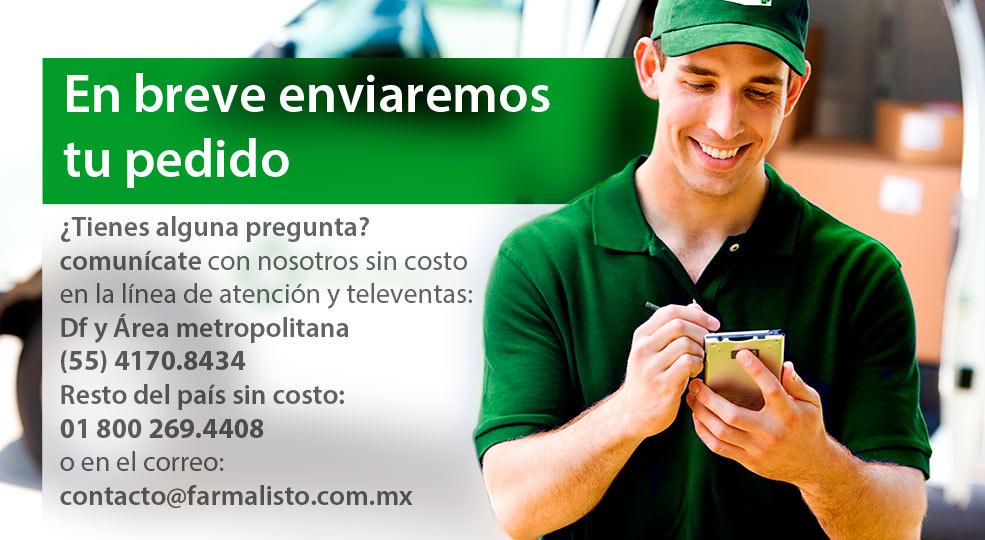 En breve enviaremos
tu pedido
¿Tienes alguna pregunta?
comunícate con nosotros sin costo
en la línea de atención y televentas:
Df y Área metropolitana
(55) 4170.8434
Resto del país sin costo:
01 800 269.4408
o en el correo:
contacto@farmalisto.com.mx